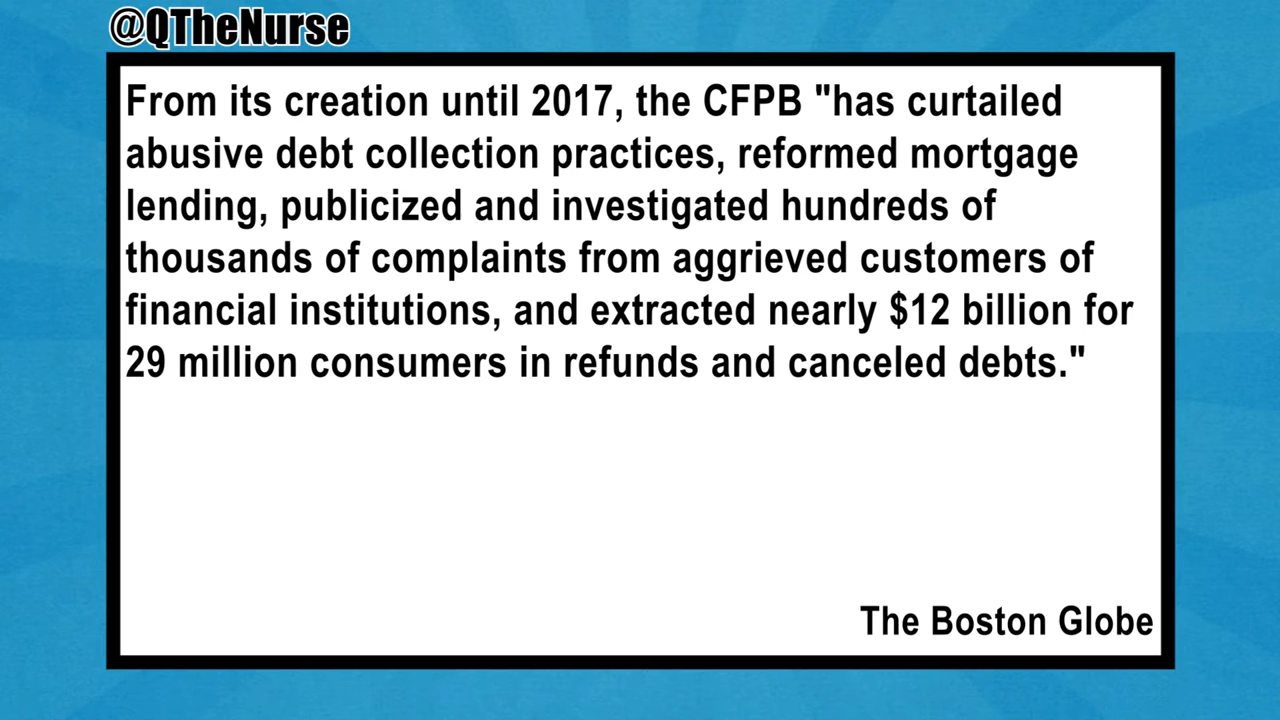 @QTheNurse
From its creation until 2017, the CFPB "has curtailed
abusive debt collection practices, reformed mortgage
lending, publicized and investigated hundreds of
thousands of complaints from aggrieved customers of
financial institutions, and extracted nearly $12 billion for
29 million consumers in refunds and canceled debts."
The Boston Globe